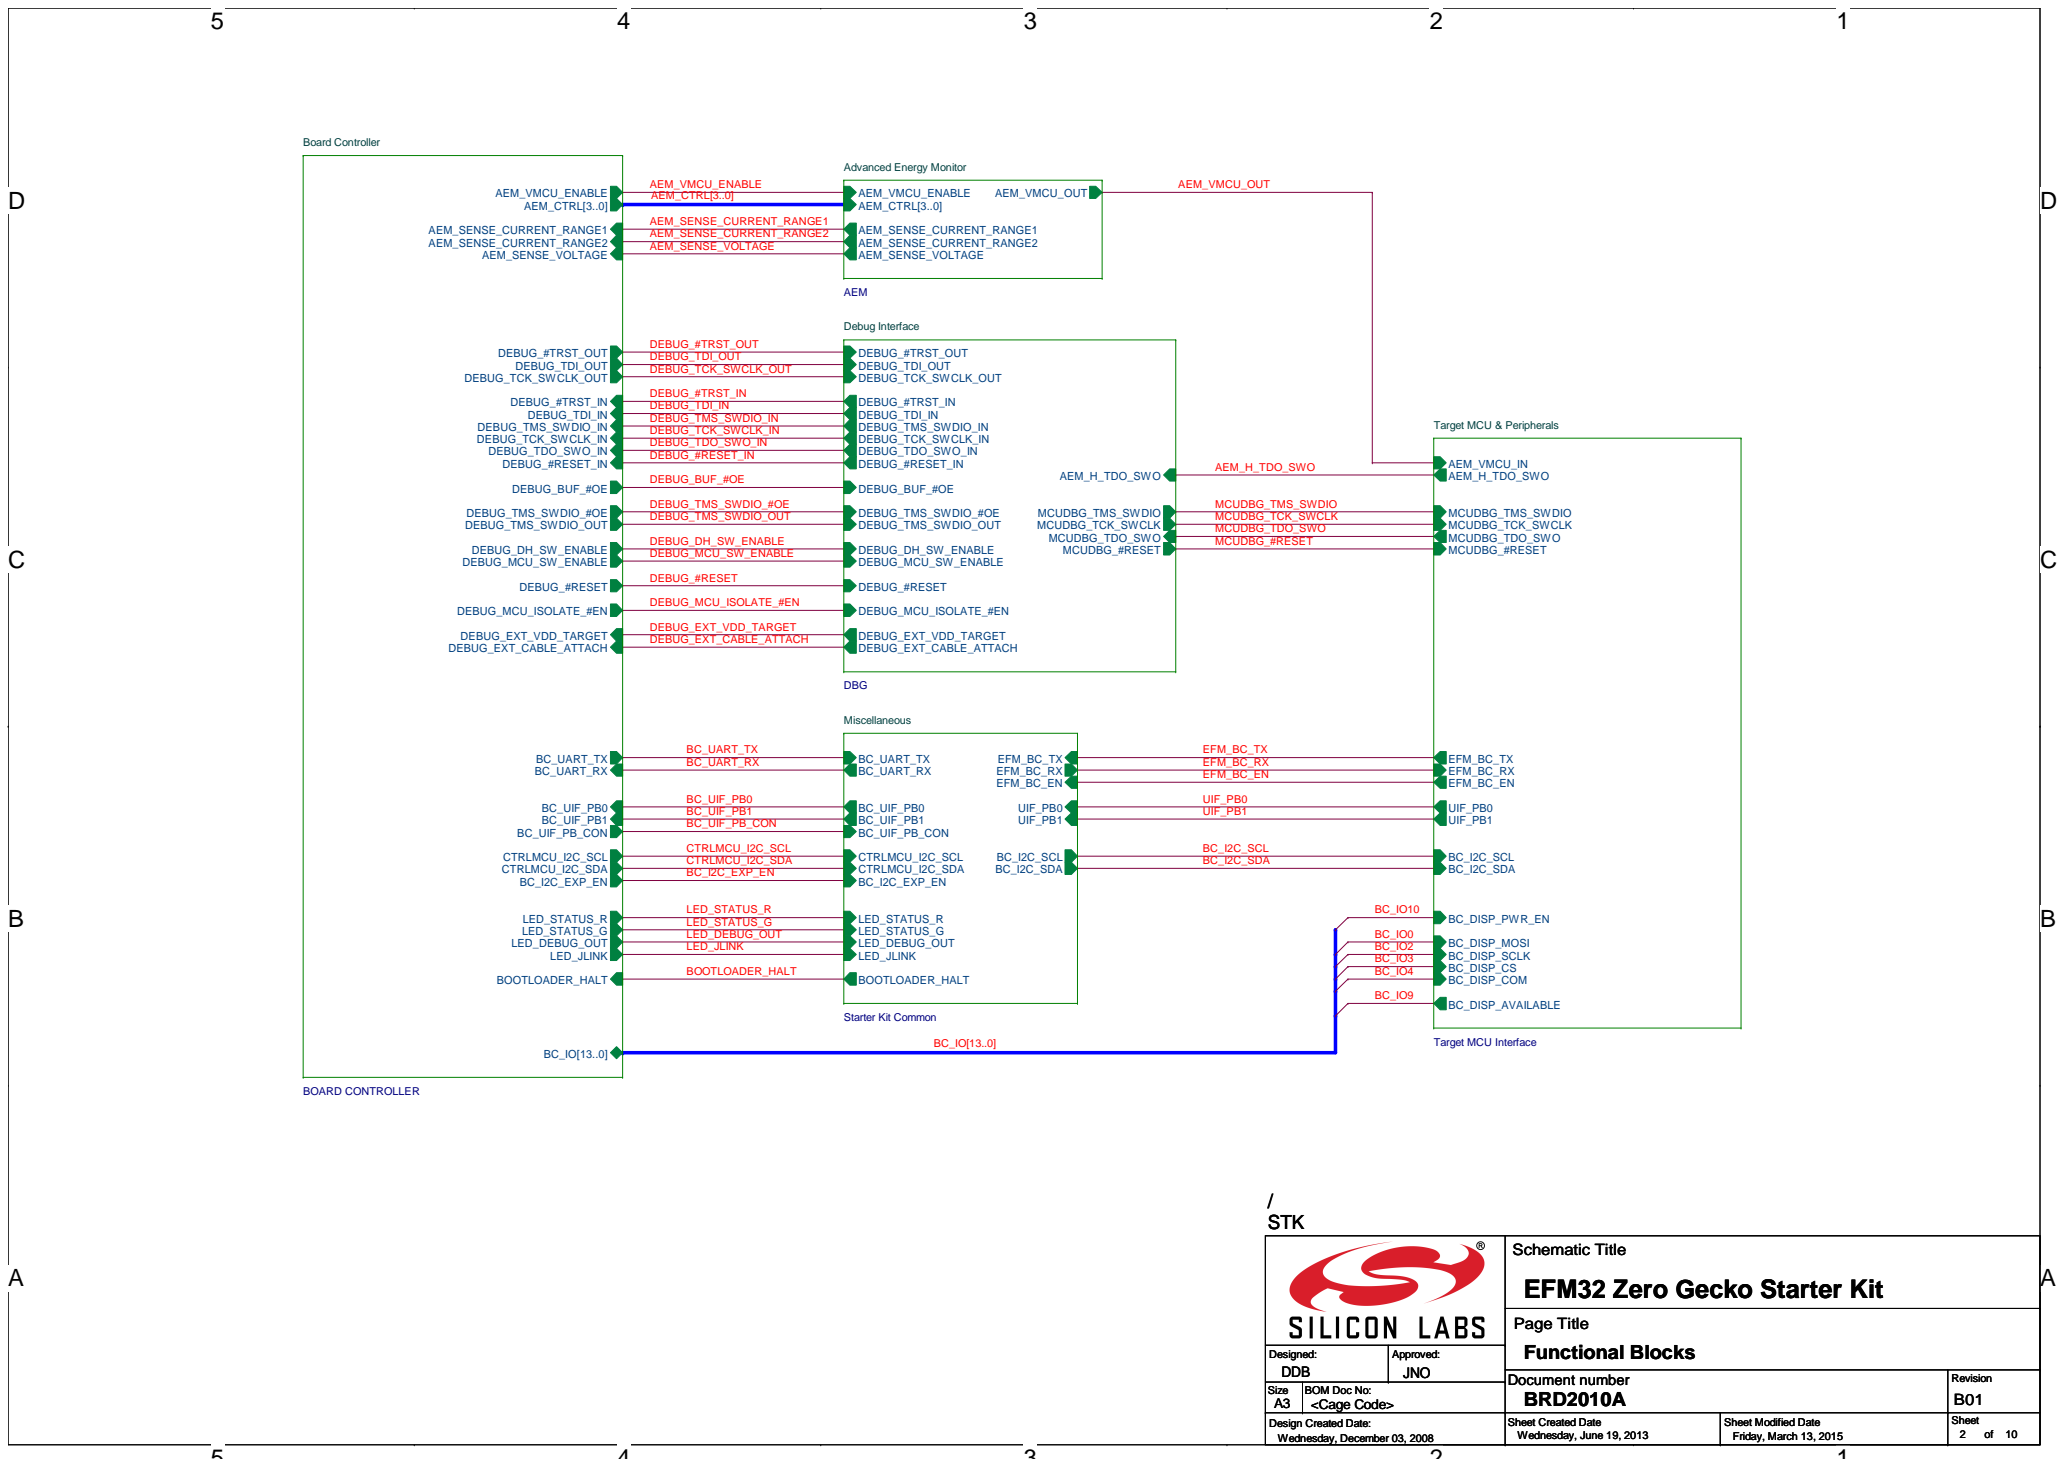 5 4 3 2 1
D D
C C
B B
A A
Board Controller
AEM_VMCU_ENABLE
AEM_CTRL[3..0]
AEM_SENSE_CURRENT_RANGE1
AEM_SENSE_CURRENT_RANGE2
AEM_SENSE_VOLTAGE
DEBUG_#TRST_OUT
DEBUG_TDI_OUT
DEBUG_TCK_SWCLK_OUT
DEBUG_#TRST_IN
DEBUG_TDI_IN
DEBUG_TMS_SWDIO_IN
DEBUG_TCK_SWCLK_IN
DEBUG_TDO_SWO_IN
DEBUG_#RESET_IN
DEBUG_BUF_#OE
DEBUG_TMS_SWDIO_#OE
DEBUG_TMS_SWDIO_OUT
DEBUG_DH_SW_ENABLE
DEBUG_MCU_SW_ENABLE
DEBUG_#RESET
DEBUG_MCU_ISOLATE_#EN
DEBUG_EXT_VDD_TARGET
DEBUG_EXT_CABLE_ATTACH
BC_UART_TX
BC_UART_RX
BC_UIF_PB0
BC_UIF_PB1
BC_UIF_PB_CON
CTRLMCU_I2C_SCL
CTRLMCU_I2C_SDA
BC_I2C_EXP_EN
LED_STATUS_R
LED_STATUS_G
LED_DEBUG_OUT
LED_JLINK
BOOTLOADER_HALT
BC_IO[13..0]
BOARD CONTROLLER
AEM_VMCU_ENABLE
AEM_CTRL[3..0]
AEM_SENSE_CURRENT_RANGE1
AEM_SENSE_CURRENT_RANGE2
AEM_SENSE_VOLTAGE
DEBUG_#TRST_OUT
DEBUG_TDI_OUT
DEBUG_TCK_SWCLK_OUT
DEBUG_#TRST_IN
DEBUG_TDI_IN
DEBUG_TMS_SWDIO_IN
DEBUG_TCK_SWCLK_IN
DEBUG_TDO_SWO_IN
DEBUG_#RESET_IN
DEBUG_BUF_#OE
DEBUG_TMS_SWDIO_#OE
DEBUG_TMS_SWDIO_OUT
DEBUG_DH_SW_ENABLE
DEBUG_MCU_SW_ENABLE
DEBUG_#RESET
DEBUG_MCU_ISOLATE_#EN
DEBUG_EXT_VDD_TARGET
DEBUG_EXT_CABLE_ATTACH
BC_UART_TX
BC_UART_RX
BC_UIF_PB0
BC_UIF_PB1
BC_UIF_PB_CON
CTRLMCU_I2C_SCL
CTRLMCU_I2C_SDA
BC_I2C_EXP_EN
LED_STATUS_R
LED_STATUS_G
LED_DEBUG_OUT
LED_JLINK
BOOTLOADER_HALT
BC_IO[13..0]
Advanced Energy Monitor
AEM_VMCU_ENABLE AEM_VMCU_OUT
AEM_CTRL[3..0]
AEM_SENSE_CURRENT_RANGE1
AEM_SENSE_CURRENT_RANGE2
AEM_SENSE_VOLTAGE
AEM
Debug Interface
DEBUG_#TRST_OUT
DEBUG_TDI_OUT
DEBUG_TCK_SWCLK_OUT
DEBUG_#TRST_IN
DEBUG_TDI_IN
DEBUG_TMS_SWDIO_IN
DEBUG_TCK_SWCLK_IN
DEBUG_TDO_SWO_IN
DEBUG_#RESET_IN
AEM_H_TDO_SWO
DEBUG_BUF_#OE
DEBUG_TMS_SWDIO_#OE MCUDBG_TMS_SWDIO
DEBUG_TMS_SWDIO_OUT MCUDBG_TCK_SWCLK
MCUDBG_TDO_SWO
DEBUG_DH_SW_ENABLE MCUDBG_#RESET
DEBUG_MCU_SW_ENABLE
DEBUG_#RESET
DEBUG_MCU_ISOLATE_#EN
DEBUG_EXT_VDD_TARGET
DEBUG_EXT_CABLE_ATTACH
DBG
Miscellaneous
BC_UART_TX EFM_BC_TX
BC_UART_RX EFM_BC_RX
EFM_BC_EN
BC_UIF_PB0 UIF_PB0
BC_UIF_PB1 UIF_PB1
BC_UIF_PB_CON
CTRLMCU_I2C_SCL BC_I2C_SCL
CTRLMCU_I2C_SDA BC_I2C_SDA
BC_I2C_EXP_EN
LED_STATUS_R
LED_STATUS_G
LED_DEBUG_OUT
LED_JLINK
BOOTLOADER_HALT
Starter Kit Common
AEM_VMCU_OUT
AEM_H_TDO_SWO
MCUDBG_TMS_SWDIO
MCUDBG_TCK_SWCLK
MCUDBG_TDO_SWO
MCUDBG_#RESET
EFM_BC_TX
EFM_BC_RX
EFM_BC_EN
UIF_PB0
UIF_PB1
BC_I2C_SCL
BC_I2C_SDA
BC_IO10
BC_IO0
BC_IO2
BC_IO3
BC_IO4
BC_IO9
Target MCU & Peripherals
AEM_VMCU_IN
AEM_H_TDO_SWO
MCUDBG_TMS_SWDIO
MCUDBG_TCK_SWCLK
MCUDBG_TDO_SWO
MCUDBG_#RESET
EFM_BC_TX
EFM_BC_RX
EFM_BC_EN
UIF_PB0
UIF_PB1
BC_I2C_SCL
BC_I2C_SDA
BC_DISP_PWR_EN
BC_DISP_MOSI
BC_DISP_SCLK
BC_DISP_CS
BC_DISP_COM
BC_DISP_AVAILABLE
Target MCU Interface
/
STK
®
SILICON LABS
Schematic Title
EFM32 Zero Gecko Starter Kit
Page Title
Functional Blocks
Designed: Approved:
DDB JNO
Document number Revision
BRD2010A B01
Size BOM Doc No:
A3 <Cage Code>
Design Created Date: Sheet Created Date Sheet Modified Date Sheet
Wednesday, December 03, 2008 Wednesday, June 19, 2013 Friday, March 13, 2015 2 of 10
5 4 3 2 1